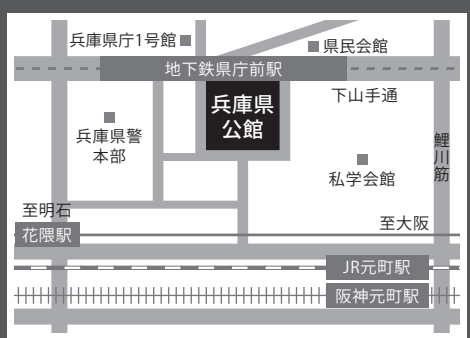 兵庫県庁1号館
県民会館
地下鉄県庁前駅
兵庫県
公館
下山手通
兵庫県警
本部
鯉川筋
私学会館
至明石
花隈駅
至大阪
JR元町駅
阪神元町駅